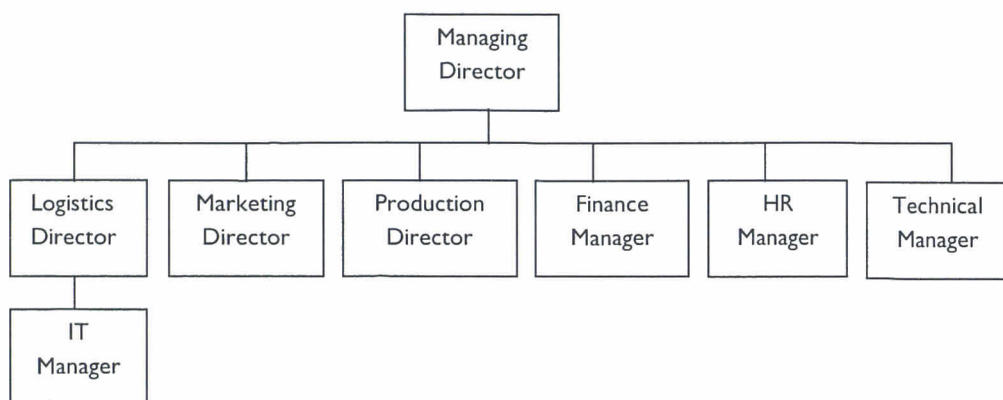 Managing
Director
Logistics
Director
Marketing
Director
Production
Director
Finance
Manager
HR
Manager
Technical
Manager
IT
Manager